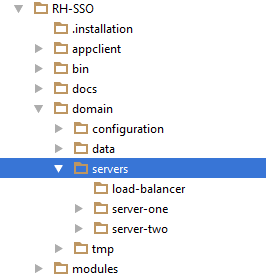 RH-SSO
.installation
appclient
bin
docs
domain
configuration
data
servers
load-balancer
server-one
server-two
tmp
modules